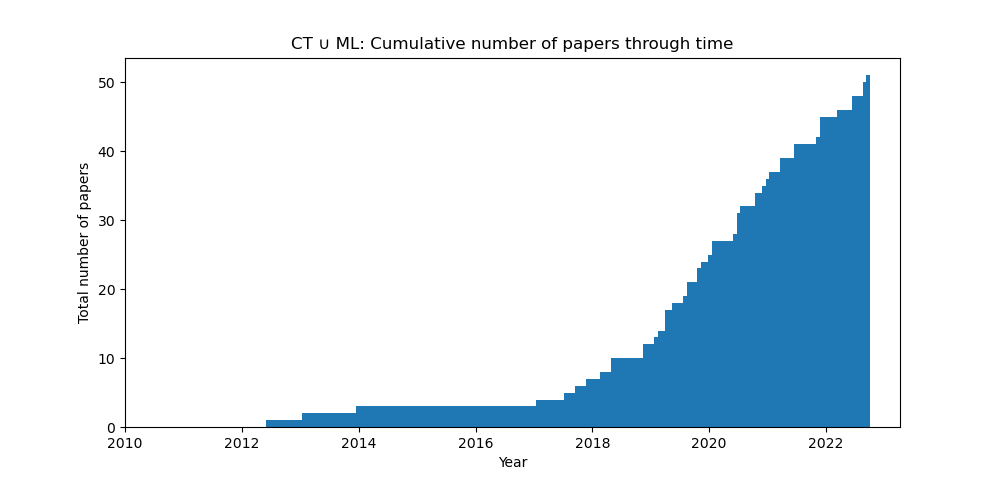 CT ∪ ML: Cumulative number of papers through time
Total number of papers
50
40
30
20
10
0
2010 2012 2014 2016 2018 2020 2022
Year